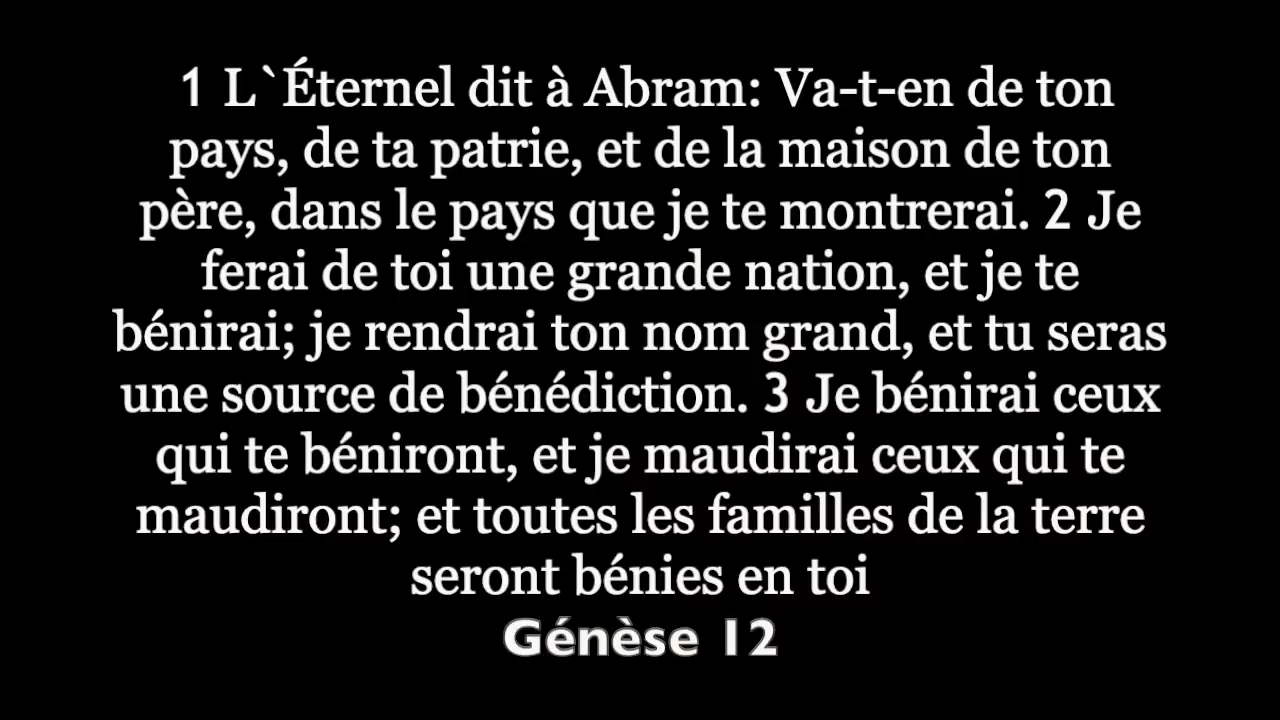 1 L`Éternel dit à Abram: Va-t-en de ton
pays, de ta patrie, et de la maison de ton
père, dans le pays que je te montrerai. 2 Je
ferai de toi une grande nation, et je te
bénirai; je rendrai ton nom grand, et tu seras
une source de bénédiction. 3 Je bénirai ceux
qui te béniront, et je maudirai ceux qui te
maudiront; et toutes les familles de la terre
seront bénies en toi
Génèse 12